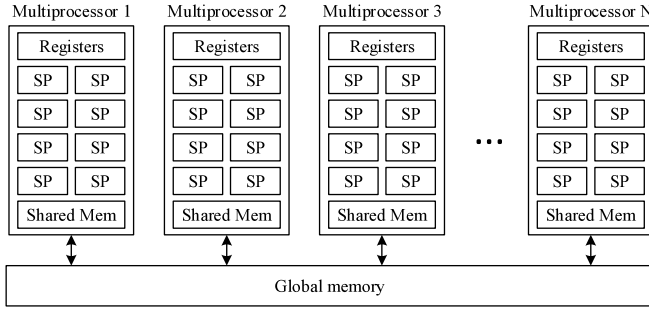 Multiprocessor 1 Multiprocessor 2 Multiprocessor 3 Multiprocessor N
Registers Registers Registers Registers
SP SP SP SP SP SP SP SP
SP SP SP SP SP SP SP SP
SP SP SP SP SP SP ... SP SP
SP SP SP SP SP SP SP SP
Shared Mem Shared Mem Shared Mem Shared Mem
Global memory